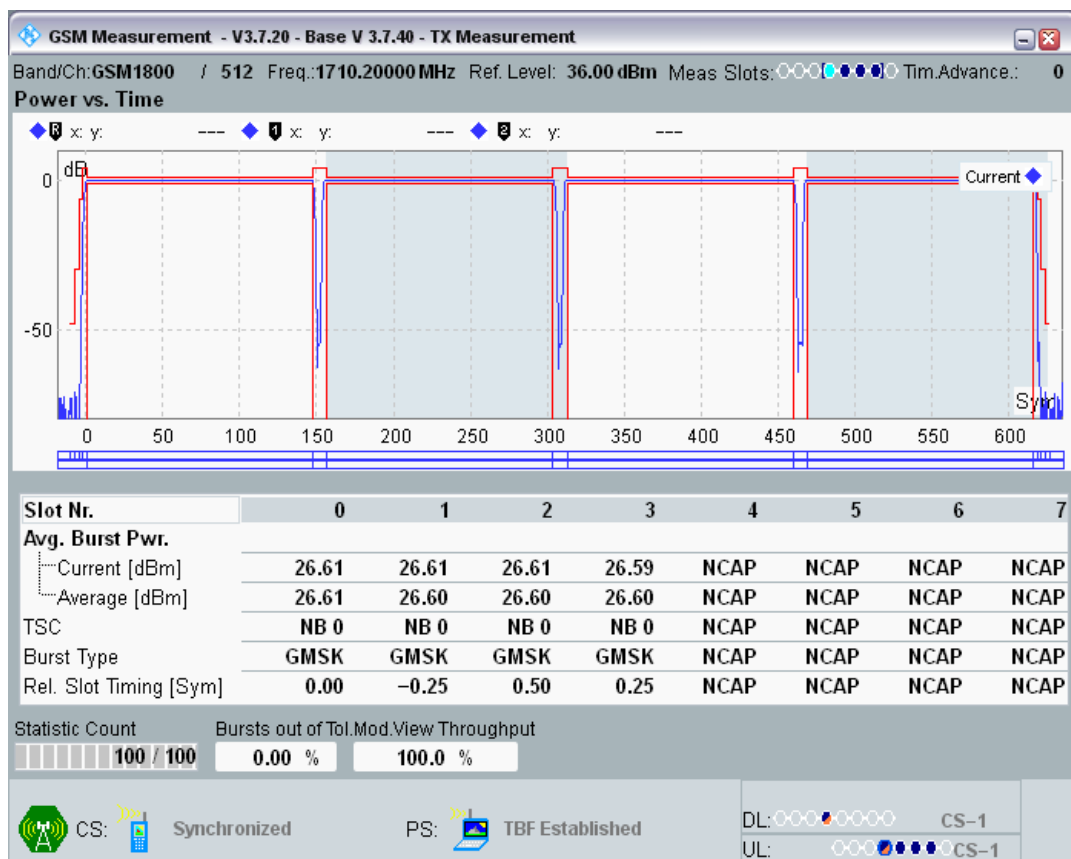 GSM Measurement - V3.7.20 - Base V 3.7.40 - TX Measurement
Band/Ch:GSM1800 / 512 Freq.:1710.20000 MHz Ref. Level: 36.00 dBm Meas Slots: Tim.Advance.: 0
Power vs. Time
R x: y: --- 1 x: y: --- 2 x: y: ---
dB
Current
0
-50
Sym
0 50 100 150 200 250 300 350 400 450 500 550 600
Slot Nr. 0 1 2 3 4 5 6 7
Avg. Burst Pwr.
Current [dBm] 26.61 26.61 26.61 26.59 NCAP NCAP NCAP NCAP
Average [dBm] 26.61 26.60 26.60 26.60 NCAP NCAP NCAP NCAP
TSC NB 0 NB 0 NB 0 NB 0 NCAP NCAP NCAP NCAP
Burst Type GMSK GMSK GMSK GMSK NCAP NCAP NCAP NCAP
Rel. Slot Timing [Sym] 0.00 −0.25 0.50 0.25 NCAP NCAP NCAP NCAP
Statistic Count Bursts out of Tol.Mod.View Throughput
100 / 100 0.00 % 100.0 %
CS: Synchronized PS: TBF Established DL: CS−1
UL: CS−1